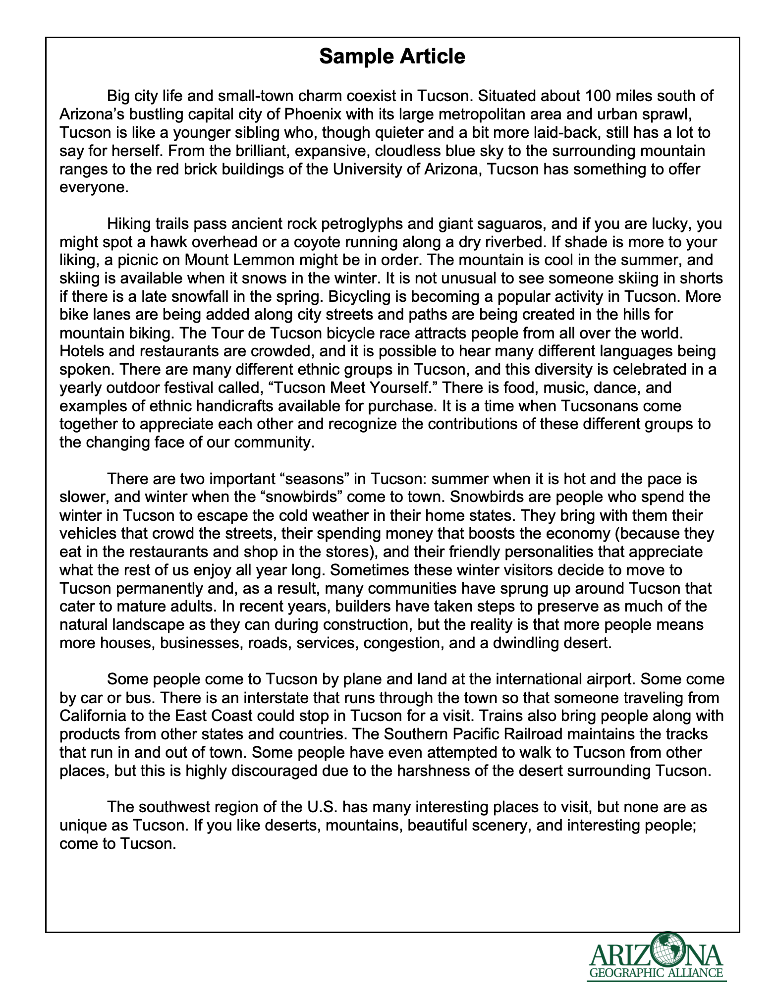 Sample Article
Big city life and small-town charm coexist in Tucson. Situated about 100 miles south of
Arizona’s bustling capital city of Phoenix with its large metropolitan area and urban sprawl,
Tucson is like a younger sibling who, though quieter and a bit more laid-back, still has a lot to
say for herself. From the brilliant, expansive, cloudless blue sky to the surrounding mountain
ranges to the red brick buildings of the University of Arizona, Tucson has something to offer
everyone.
Hiking trails pass ancient rock petroglyphs and giant saguaros, and if you are lucky, you
might spot a hawk overhead or a coyote running along a dry riverbed. If shade is more to your
liking, a picnic on Mount Lemmon might be in order. The mountain is cool in the summer, and
skiing is available when it snows in the winter. It is not unusual to see someone skiing in shorts
if there is a late snowfall in the spring. Bicycling is becoming a popular activity in Tucson. More
bike lanes are being added along city streets and paths are being created in the hills for
mountain biking. The Tour de Tucson bicycle race attracts people from all over the world.
Hotels and restaurants are crowded, and it is possible to hear many different languages being
spoken. There are many different ethnic groups in Tucson, and this diversity is celebrated in a
yearly outdoor festival called, “Tucson Meet Yourself.” There is food, music, dance, and
examples of ethnic handicrafts available for purchase. It is a time when Tucsonans come
together to appreciate each other and recognize the contributions of these different groups to
the changing face of our community.
There are two important “seasons” in Tucson: summer when it is hot and the pace is
slower, and winter when the “snowbirds” come to town. Snowbirds are people who spend the
winter in Tucson to escape the cold weather in their home states. They bring with them their
vehicles that crowd the streets, their spending money that boosts the economy (because they
eat in the restaurants and shop in the stores), and their friendly personalities that appreciate
what the rest of us enjoy all year long. Sometimes these winter visitors decide to move to
Tucson permanently and, as a result, many communities have sprung up around Tucson that
cater to mature adults. In recent years, builders have taken steps to preserve as much of the
natural landscape as they can during construction, but the reality is that more people means
more houses, businesses, roads, services, congestion, and a dwindling desert.
Some people come to Tucson by plane and land at the international airport. Some come
by car or bus. There is an interstate that runs through the town so that someone traveling from
California to the East Coast could stop in Tucson for a visit. Trains also bring people along with
products from other states and countries. The Southern Pacific Railroad maintains the tracks
that run in and out of town. Some people have even attempted to walk to Tucson from other
places, but this is highly discouraged due to the harshness of the desert surrounding Tucson.
The southwest region of the U.S. has many interesting places to visit, but none are as
unique as Tucson. If you like deserts, mountains, beautiful scenery, and interesting people;
come to Tucson.
ARIZONA
GEOGRAPHIC ALLIANCE